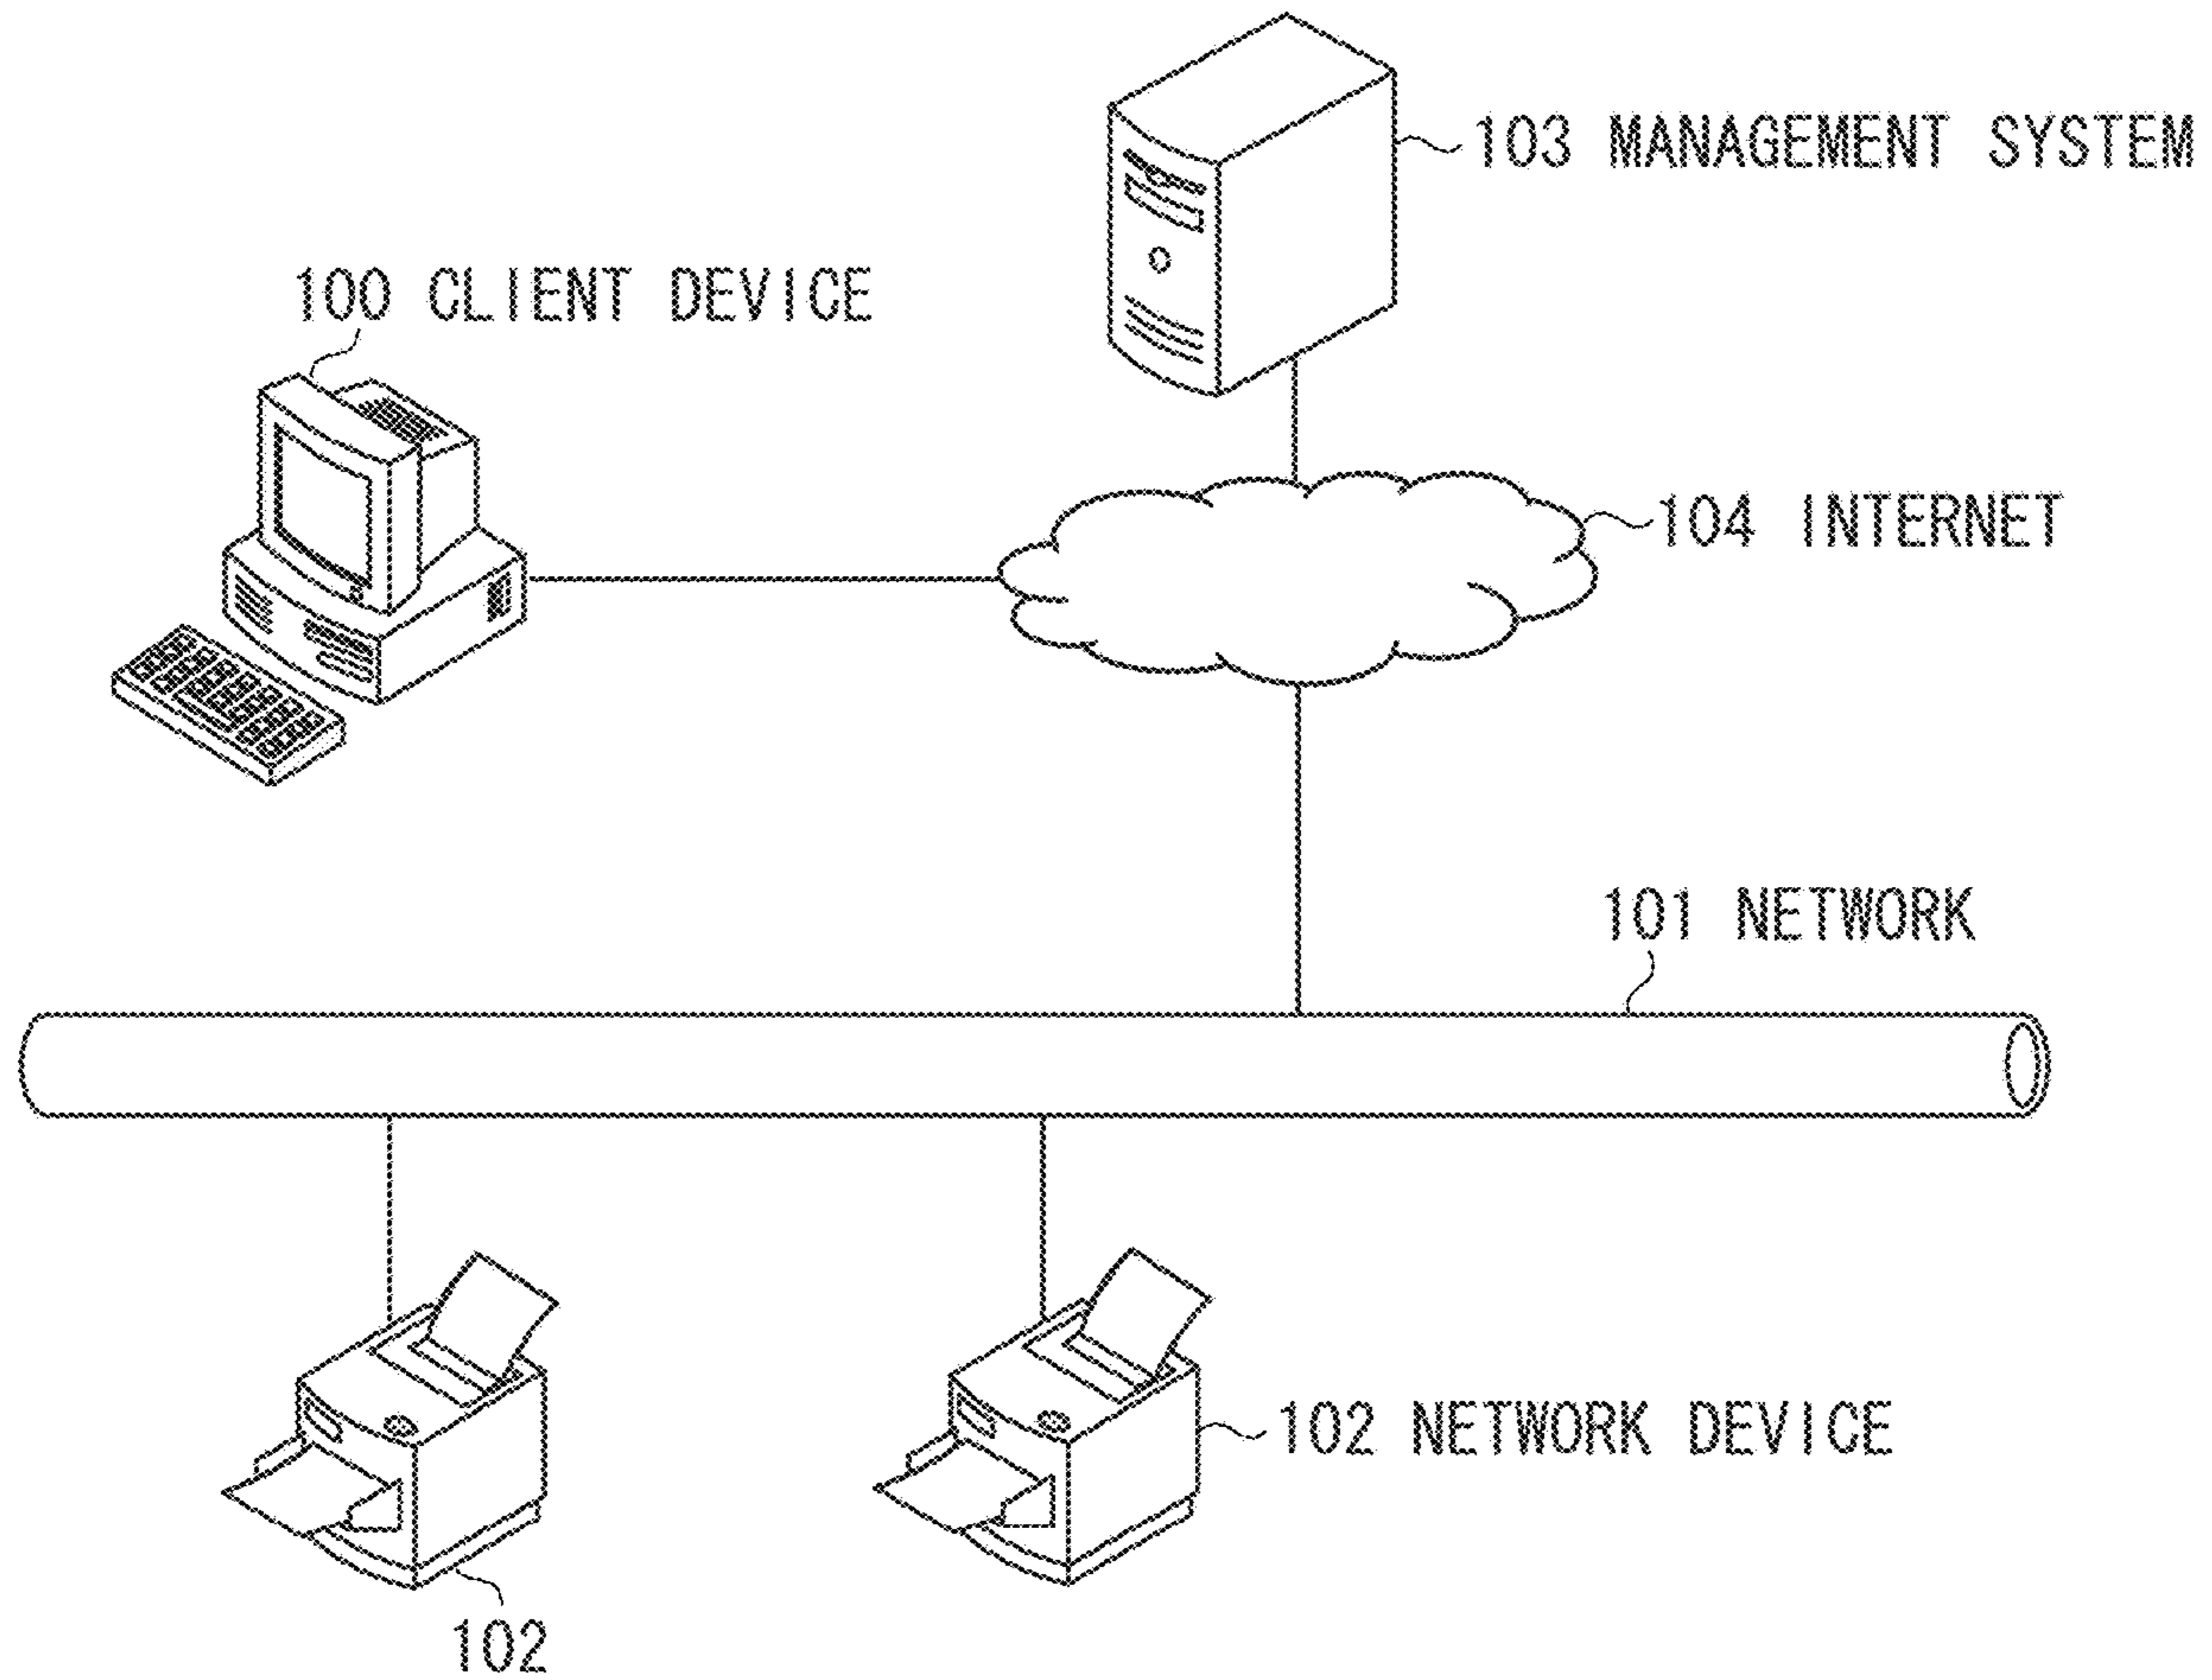 103 MANAGEMENT SYSTEM
100 CLIENT DEVICE
104 INTERNET
101 NETWORK
102 NETWORK DEVICE
102